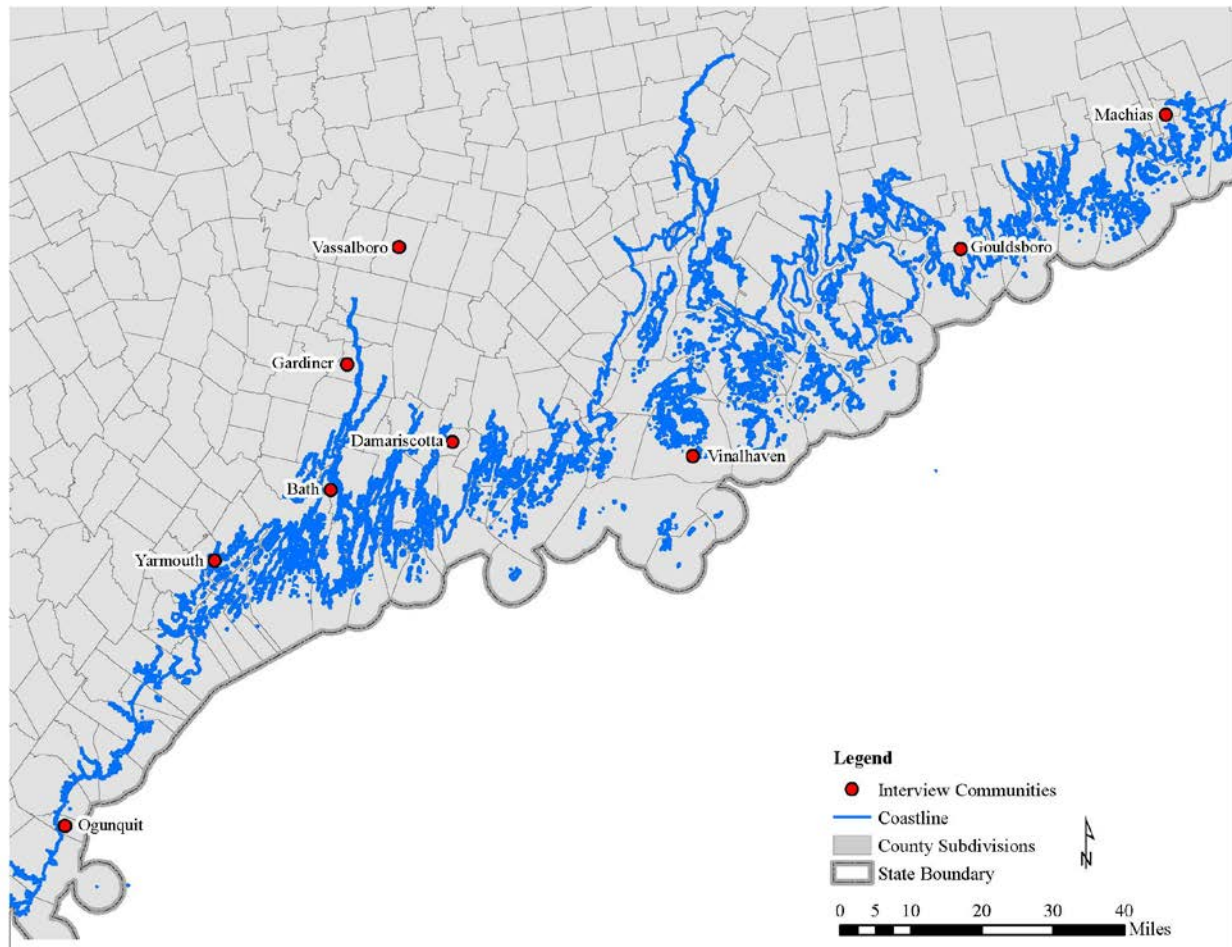 Machias
Vassalboro
Gouldsboro
Gardiner
Damariscotta
Vinalhaven
Bath
Yarmouth
Ogunquit
Legend
Interview Communities
Coastline
County Subdivisions
State Boundary
N
0 5 10 20 30 40
Miles